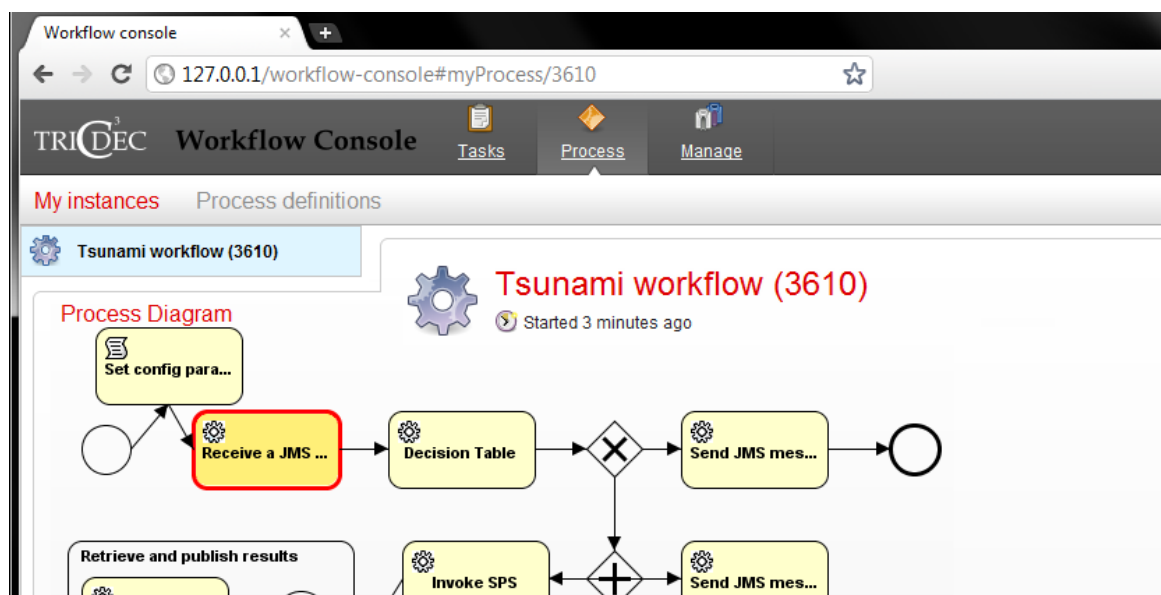 Workflow console
127.0.0.1/workflow-console#myProcess/3610
TRIDEC 3 Workflow Console
Tasks Process Manage
My instances Process definitions
Tsunami workflow (3610)
Tsunami workflow (3610)
Started 3 minutes ago
Process Diagram
Set config para...
Receive a JMS ...
Decision Table
Send JMS mes...
Retrieve and publish results
Invoke SPS
Send JMS mes...